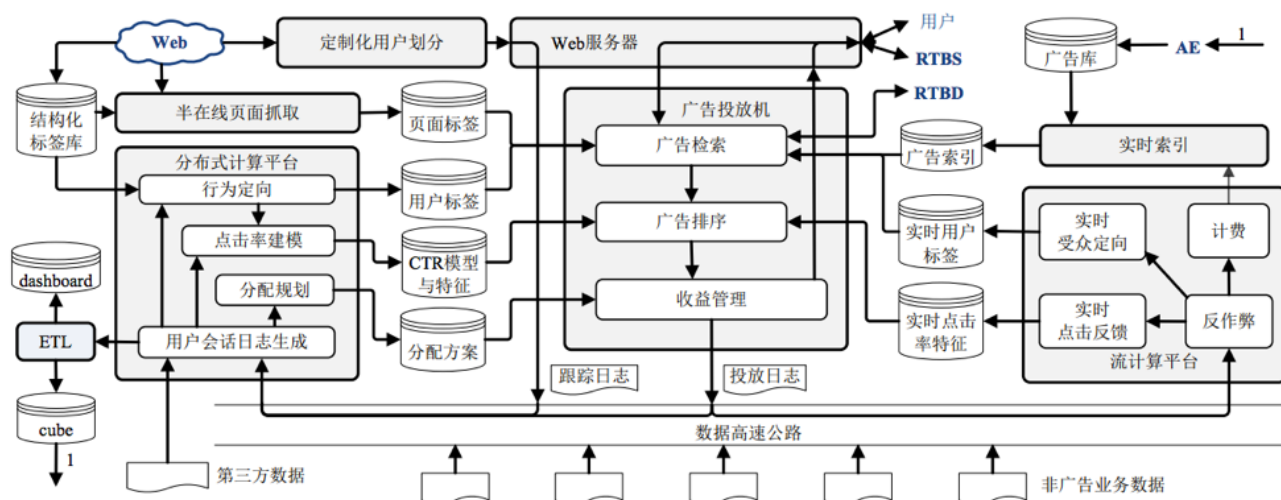 Web
定制化用户划分
Web服务器
用户
RTBS
RTBD
广告库
AE
1
结构化
标签库
半在线页面抓取
页面标签
广告投放机
广告检索
广告索引
实时索引
分布式计算平台
行为定向
用户标签
点击率建模
CTR模型
与特征
广告排序
实时用户
标签
实时
受众定向
计费
dashboard
分配规划
分配方案
收益管理
实时点击
率特征
实时
点击反馈
反作弊
ETL
用户会话日志生成
流计算平台
跟踪日志
投放日志
cube
数据高速公路
1
第三方数据
非广告业务数据